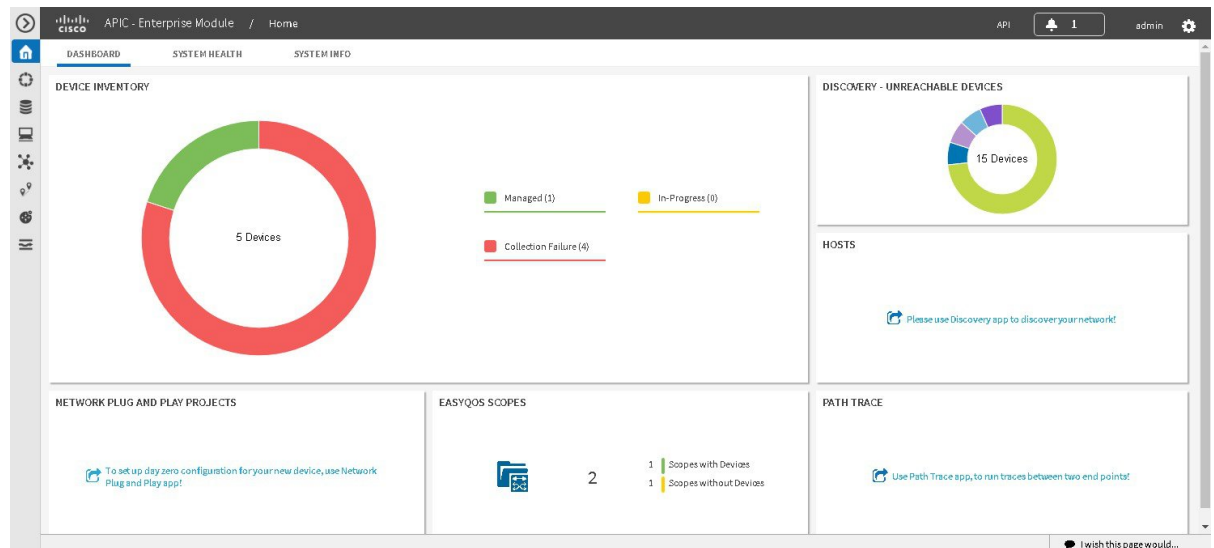 cisco APIC - Enterprise Module / Home API 1 admin
DASHBOARD SYSTEM HEALTH SYSTEM INFO
DEVICE INVENTORY
5 Devices
Managed (1)
In-Progress (0)
Collection Failure (4)
DISCOVERY - UNREACHABLE DEVICES
15 Devices
HOSTS
Please use Discovery app to discover your network!
NETWORK PLUG AND PLAY PROJECTS
To set up day zero configuration for your new device, use Network
Plug and Play app!
EASYQOS SCOPES
2
1 Scopes with Devices
1 Scopes without Devices
PATH TRACE
Use Path Trace app, to run traces between two end points!
I wish this page would...